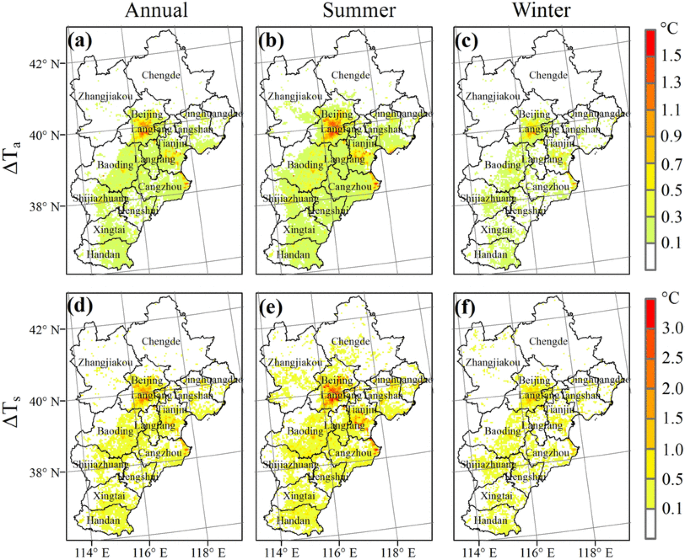 Annual Summer Winter
(a) (b) (c) °C
42° N
40° N
38° N
ΔTa
Chengde Chengde Chengde
Zhangjiakou Zhangjiakou Zhangjiakou
Beijing Qinghuangdao Beijing Qinghuangdao Beijing Qinghuangdao
Langfang Tangshan Langfang Tangshan Langfang Tangshan
Tianjin Tianjin Tianjin
Baoding Langfang Baoding Langfang Baoding Langfang
Cangzhou Cangzhou Cangzhou
Shijiazhuang Shijiazhuang Shijiazhuang
Hengshui Hengshui Hengshui
Xingtai Xingtai Xingtai
Handan Handan Handan
1.5
1.3
1.1
0.9
0.7
0.5
0.3
0.1
(d) (e) (f) °C
42° N
40° N
38° N
ΔTs
Chengde Chengde Chengde
Zhangjiakou Zhangjiakou Zhangjiakou
Beijing Qinghuangdao Beijing Qinghuangdao Beijing Qinghuangdao
Langfang Tangshan Langfang Tangshan Langfang Tangshan
Tianjin Tianjin Tianjin
Baoding Langfang Baoding Langfang Baoding Langfang
Cangzhou Cangzhou Cangzhou
Shijiazhuang Shijiazhuang Shijiazhuang
Hengshui Hengshui Hengshui
Xingtai Xingtai Xingtai
Handan Handan Handan
3.0
2.5
2.0
1.5
1.0
0.5
0.1
114° E 116° E 118° E 114° E 116° E 118° E 114° E 116° E 118° E